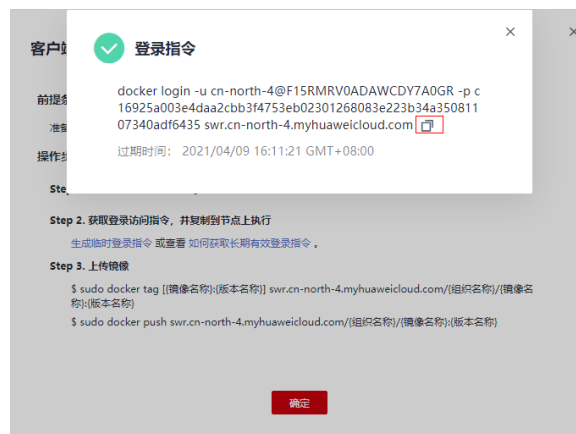 客户端
登录指令
docker login -u cn-north-4@F15RMRV0ADAWCDY7A0GR -p c
16925a003e4daa2cbb3f4753eb02301268083e223b34a350811
07340adf6435 swr.cn-north-4.myhuaweicloud.com
过期时间： 2021/04/09 16:11:21 GMT+08:00
前提
准备
操作步
Step
Step 2. 获取登录访问指令，并复制到节点上执行
生成临时登录指令 或查看 如何获取长期有效登录指令 。
Step 3. 上传镜像
$ sudo docker tag [{镜像名称}:{版本名称}] swr.cn-north-4.myhuaweicloud.com/{组织名称}/{镜像名
称}:{版本名称}
$ sudo docker push swr.cn-north-4.myhuaweicloud.com/{组织名称}/{镜像名称}:{版本名称}
确定